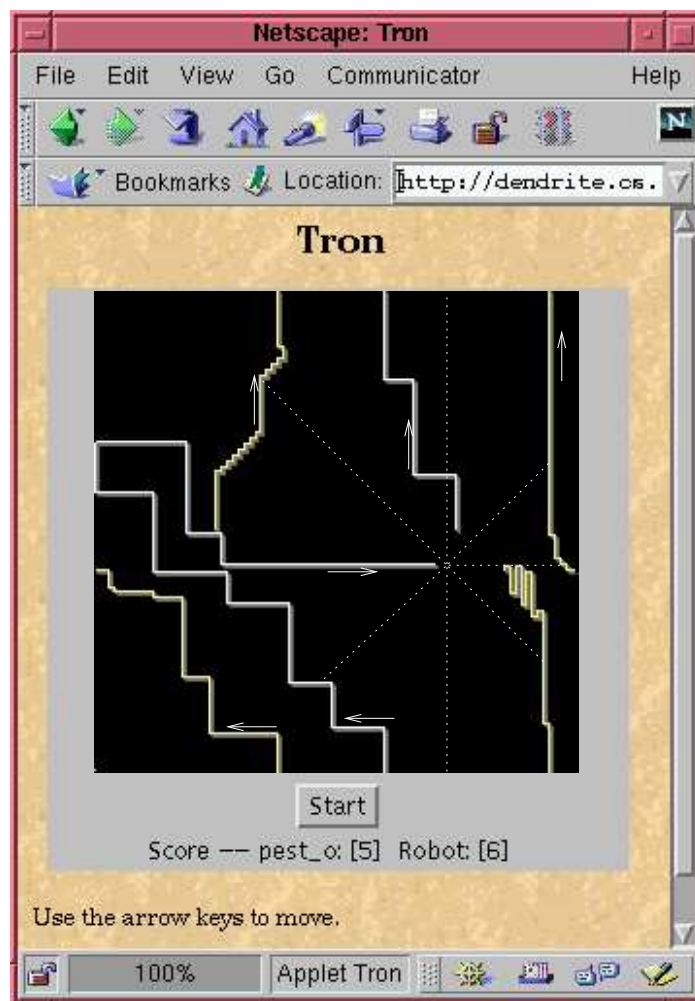 Netscape: Tron
File Edit View Go Communicator Help
N
Bookmarks Location: http://dendrite.cs.
Tron
Start
Score -- pest_o: [5] Robot: [6]
Use the arrow keys to move.
100% Applet Tron